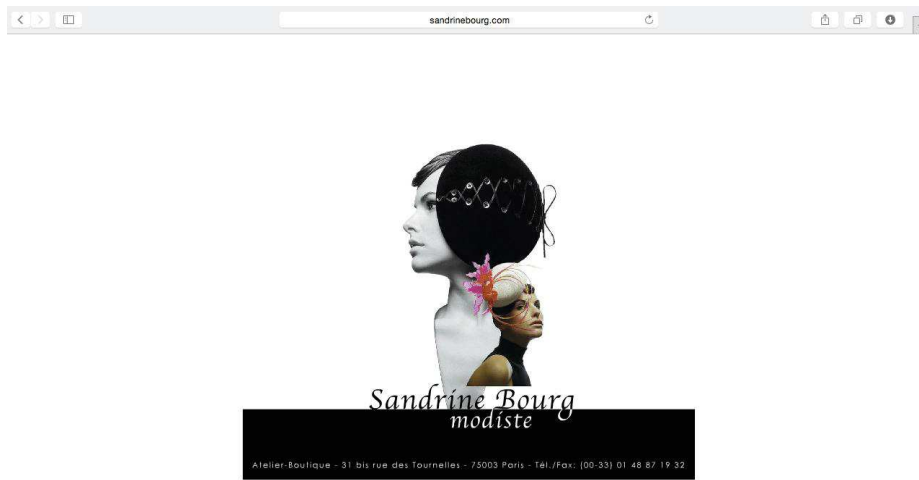 sandrinebourg.com
Sandrine Bourg
modiste
Atelier-Boutique - 31 bis rue des Tournelles - 75003 Paris - Tél./Fax: (00-33) 01 48 87 19 32